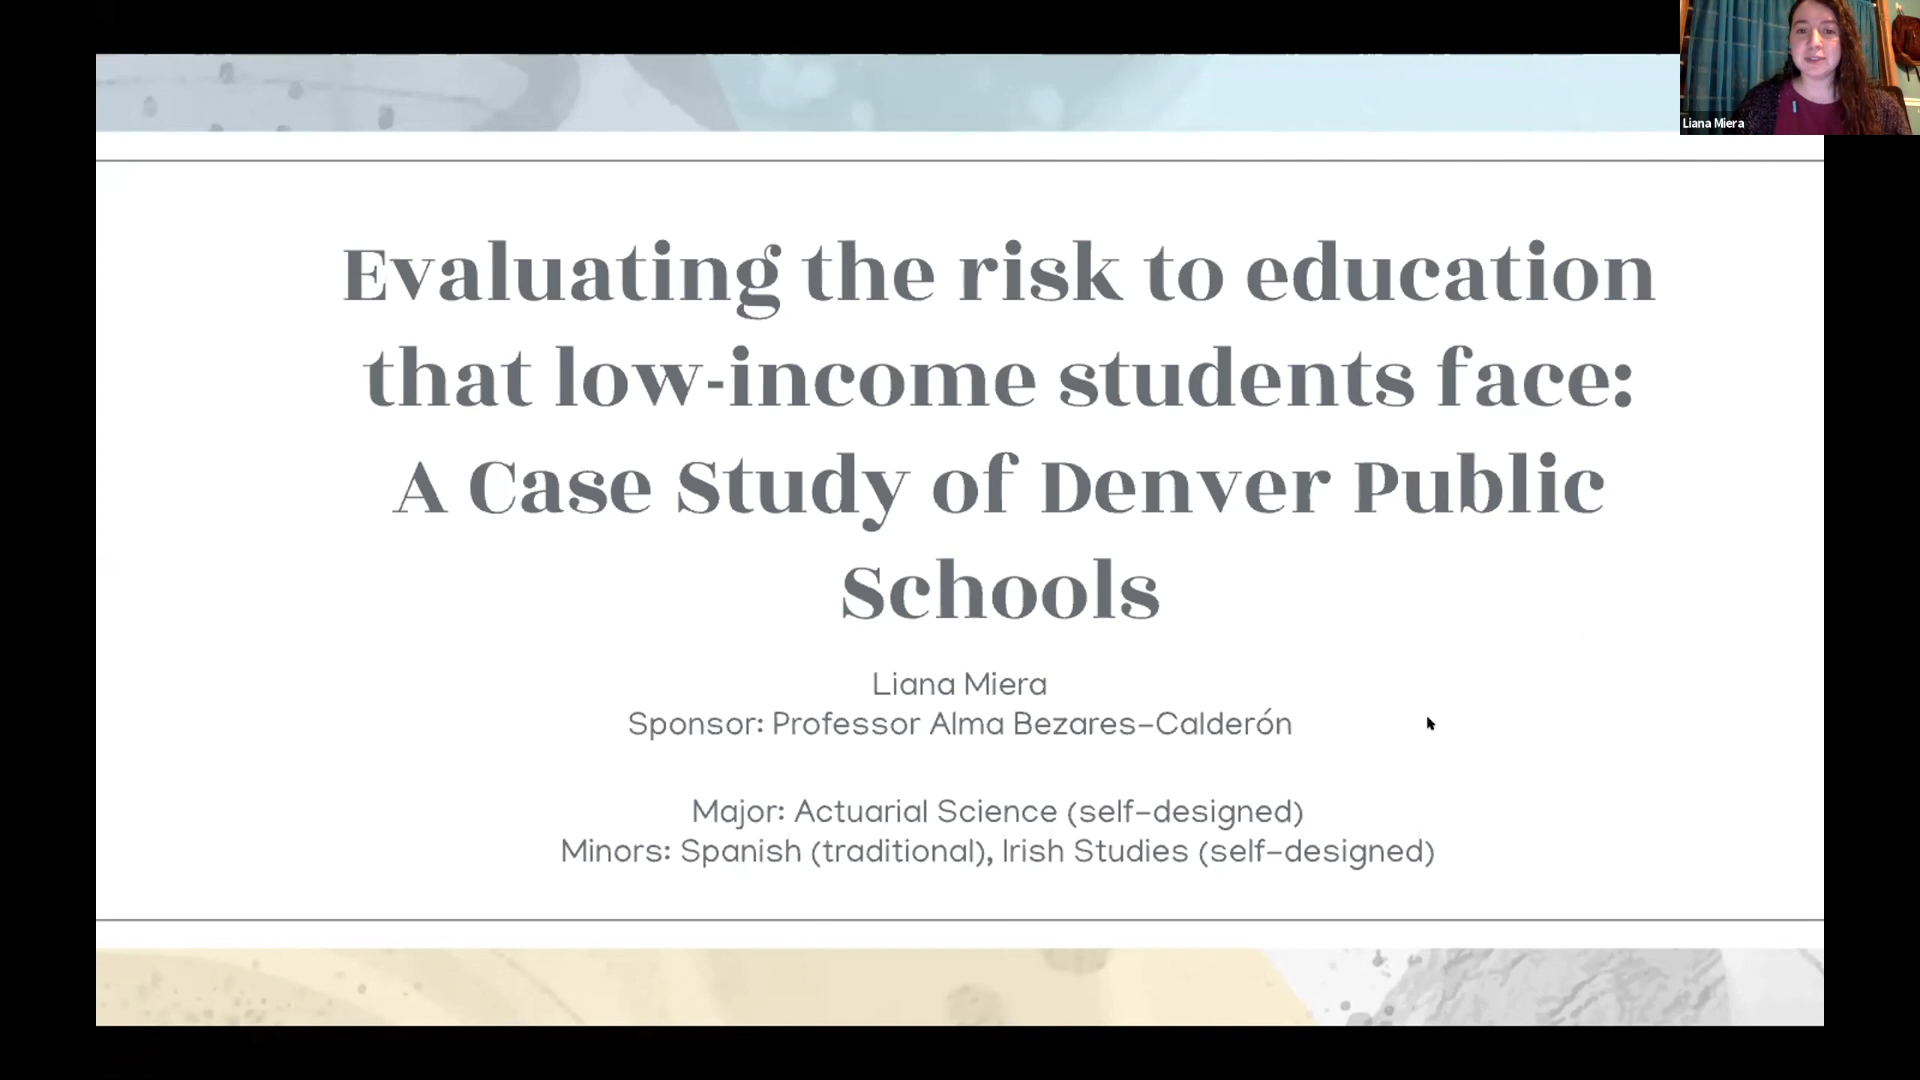 Liana Miera
Evaluating the risk to education
that low-income students face:
A Case Study of Denver Public
Schools
Liana Miera
Sponsor: Professor Alma Bezares-Calderón
Major: Actuarial Science (self-designed)
Minors: Spanish (traditional), Irish Studies (self-designed)